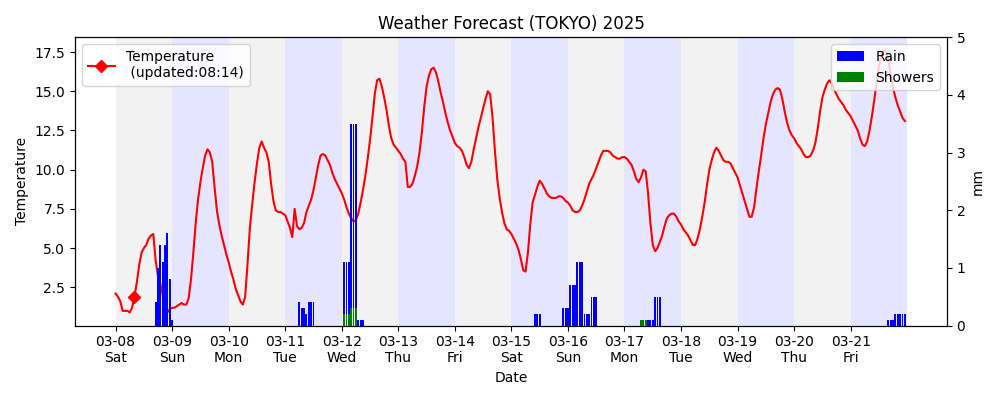 Weather Forecast (TOKYO) 2025
Temperature
(updated:08:14)
Rain
Showers
Temperature
17.5
15.0
12.5
10.0
7.5
5.0
2.5
5
4
3
2
1
0
mm
03-08 03-09 03-10 03-11 03-12 03-13 03-14 03-15 03-16 03-17 03-18 03-19 03-20 03-21
Sat Sun Mon Tue Wed Thu Fri Sat Sun Mon Tue Wed Thu Fri
Date